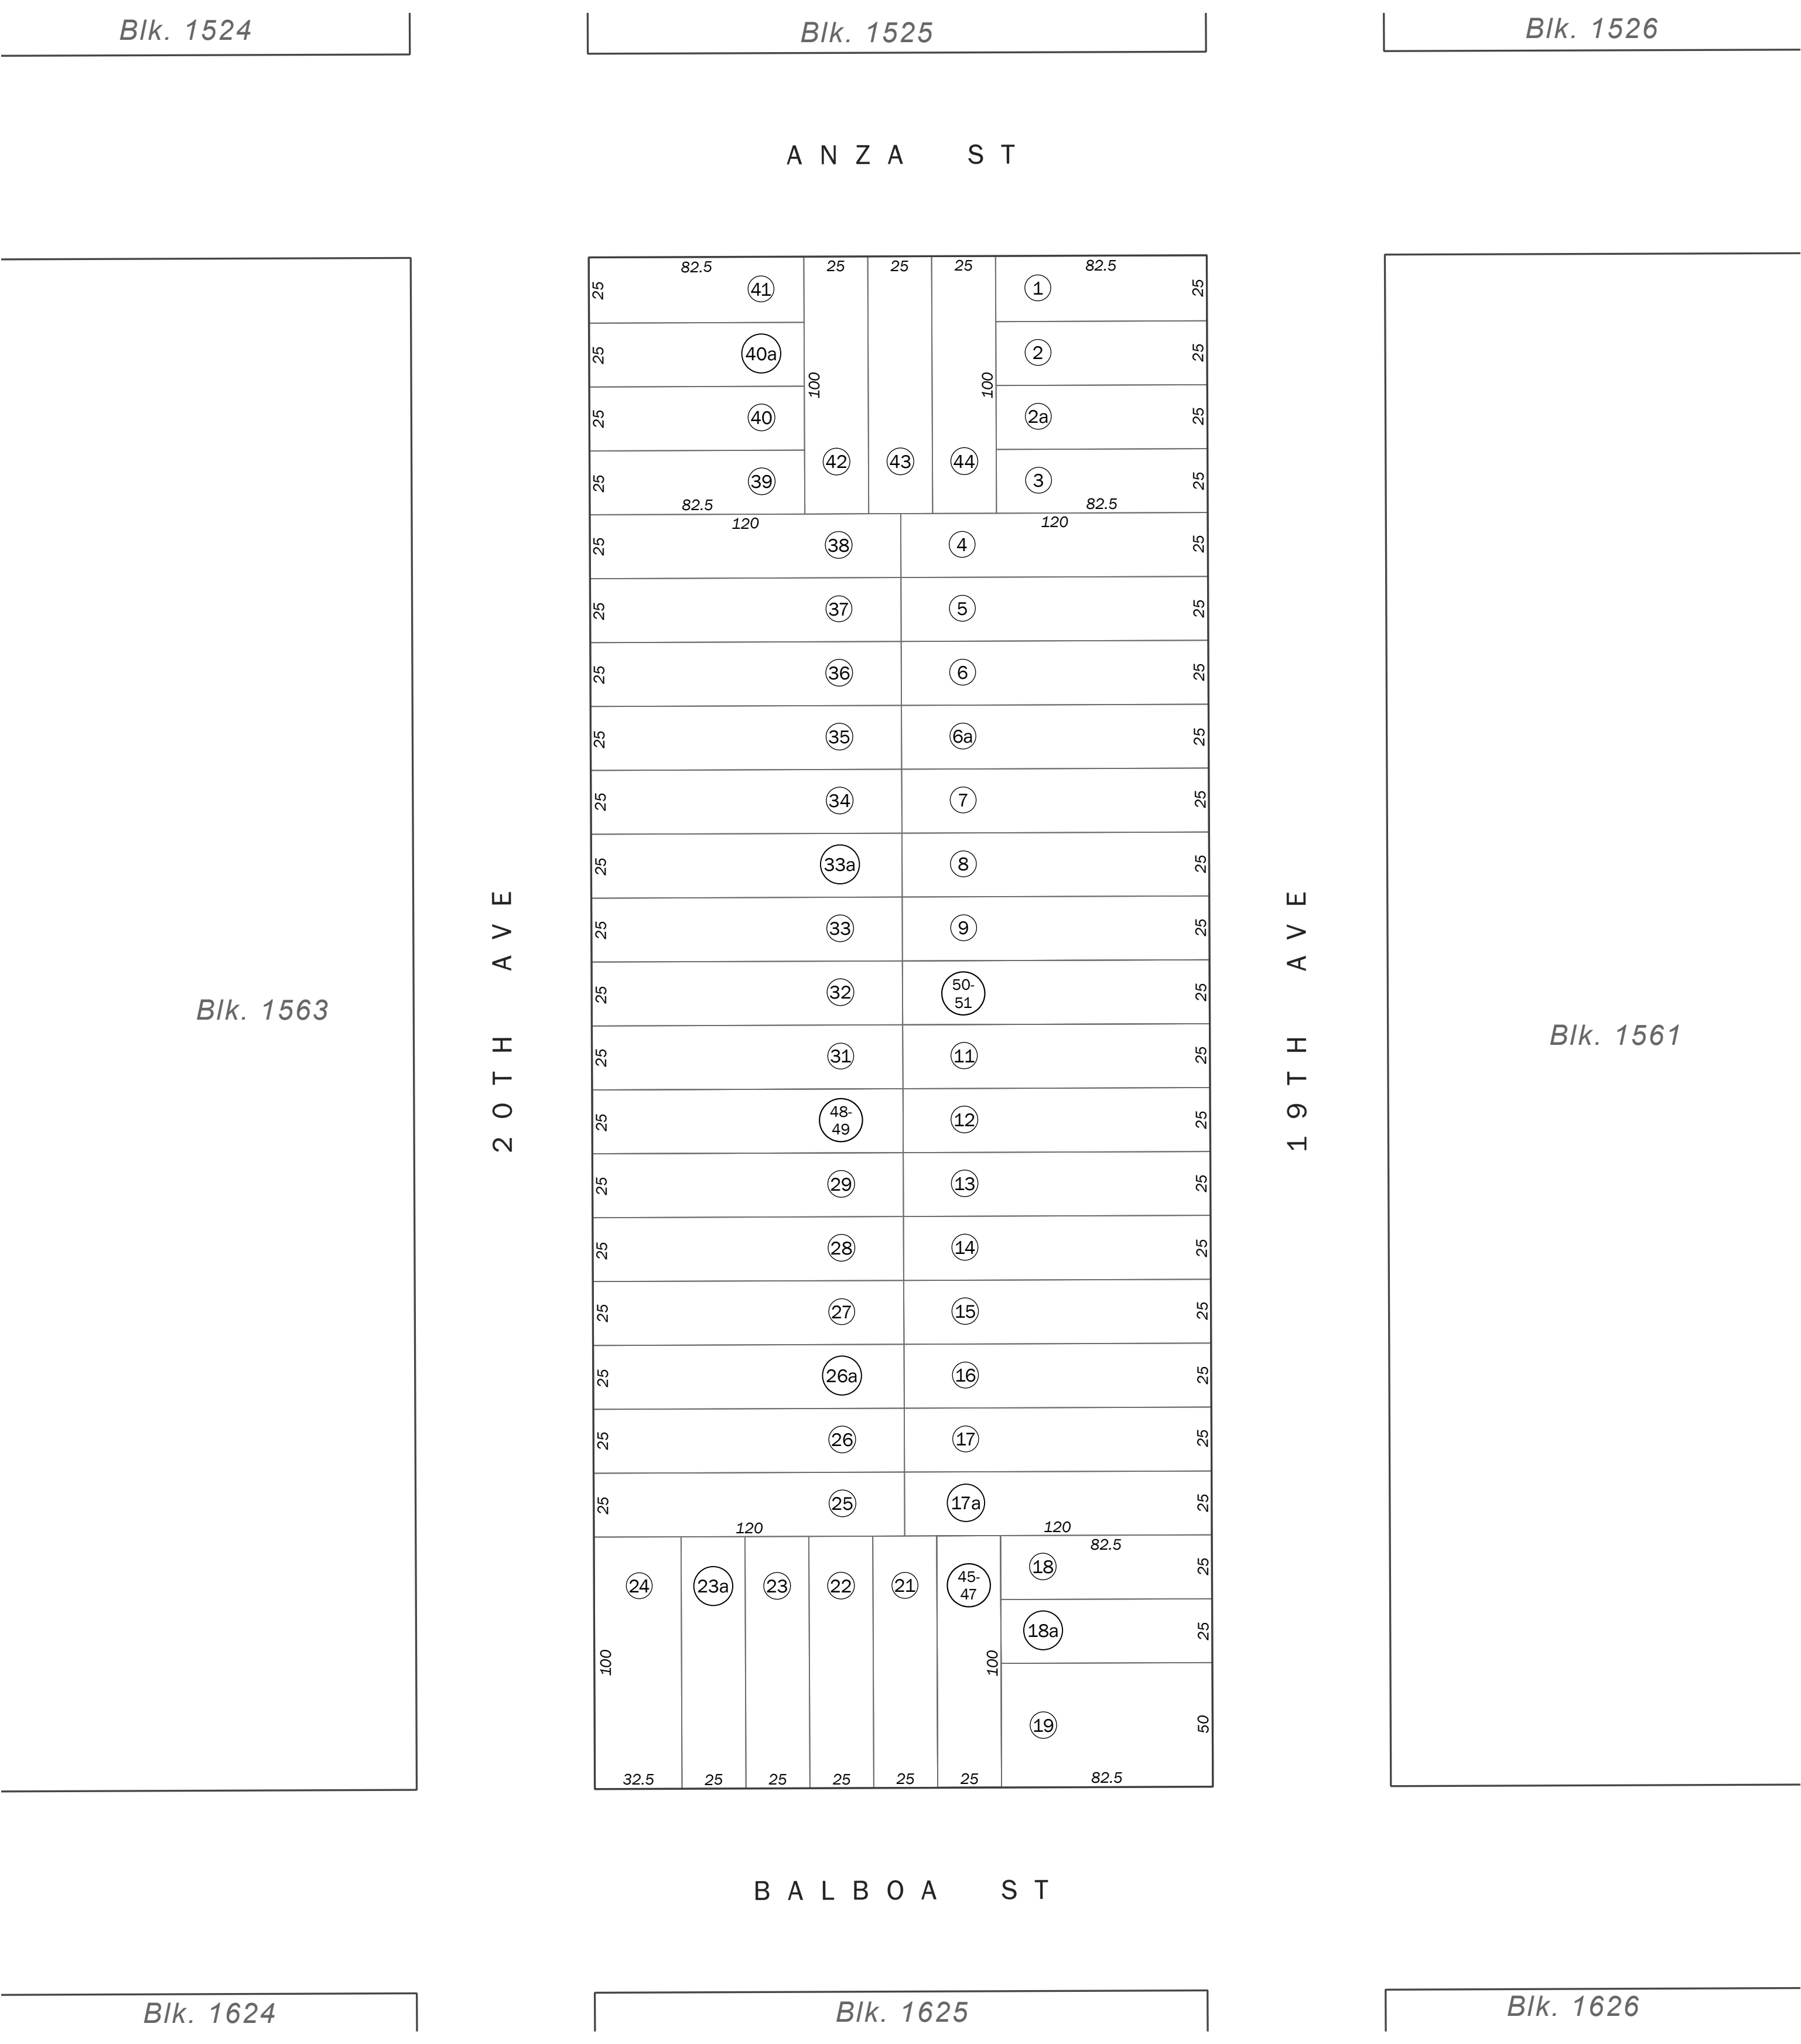 Blk. 1524
Blk. 1525
Blk. 1526
ANZA ST
82.5 25 25 25 82.5
25 41 1 25
25 40a 2 25
100 100
25 40 2a 25
42 43 44
25 39 3 25
82.5 82.5
120 120
25 38 4 25
25 37 5 25
25 36 6 25
25 35 6a 25
25 34 7 25
25 33a 8 25
25 33 9 25
25 32 50-
51 25
25 31 11 25
25 48-
49 12 25
25 29 13 25
25 28 14 25
25 27 15 25
25 26a 16 25
25 26 17 25
25 25 17a 25
120 120
82.5
18 25
24 23a 23 22 21 45-
47
18a 25
100 100
19 50
32.5 25 25 25 25 25 82.5
20TH AVE
19TH AVE
Blk. 1563
Blk. 1561
BALBOA ST
Blk. 1624
Blk. 1625
Blk. 1626